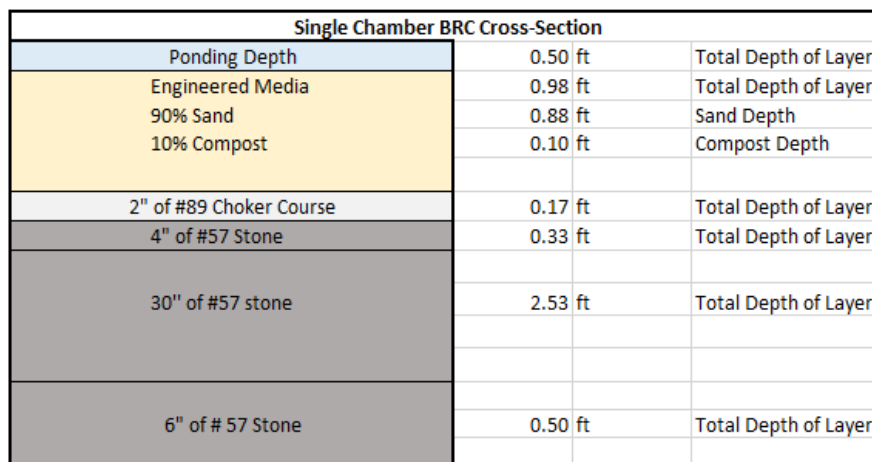 Single Chamber BRC Cross-Section
Ponding Depth 0.50 ft Total Depth of Layer
Engineered Media 0.98 ft Total Depth of Layer
90% Sand 0.88 ft Sand Depth
10% Compost 0.10 ft Compost Depth
2" of #89 Choker Course 0.17 ft Total Depth of Layer
4" of #57 Stone 0.33 ft Total Depth of Layer
30'' of #57 stone 2.53 ft Total Depth of Layer
6" of # 57 Stone 0.50 ft Total Depth of Layer